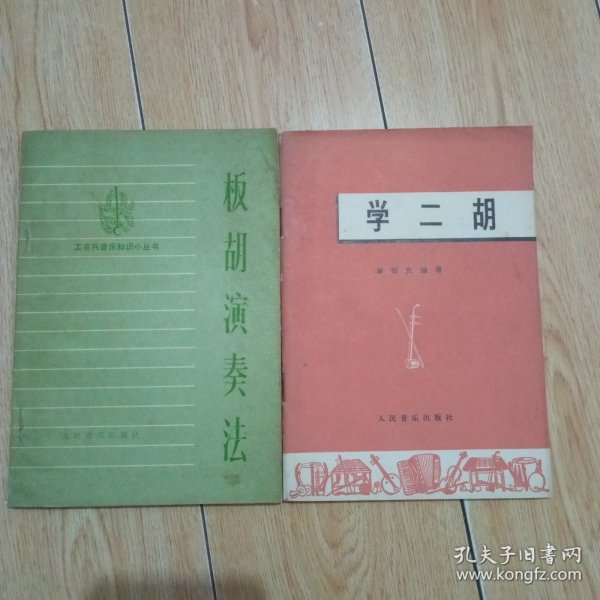 板胡演奏法
工农兵音乐知识小丛书
人民音乐出版社
学二胡
编著
人民音乐出版社
孔夫子旧书网
www.kongfz.com